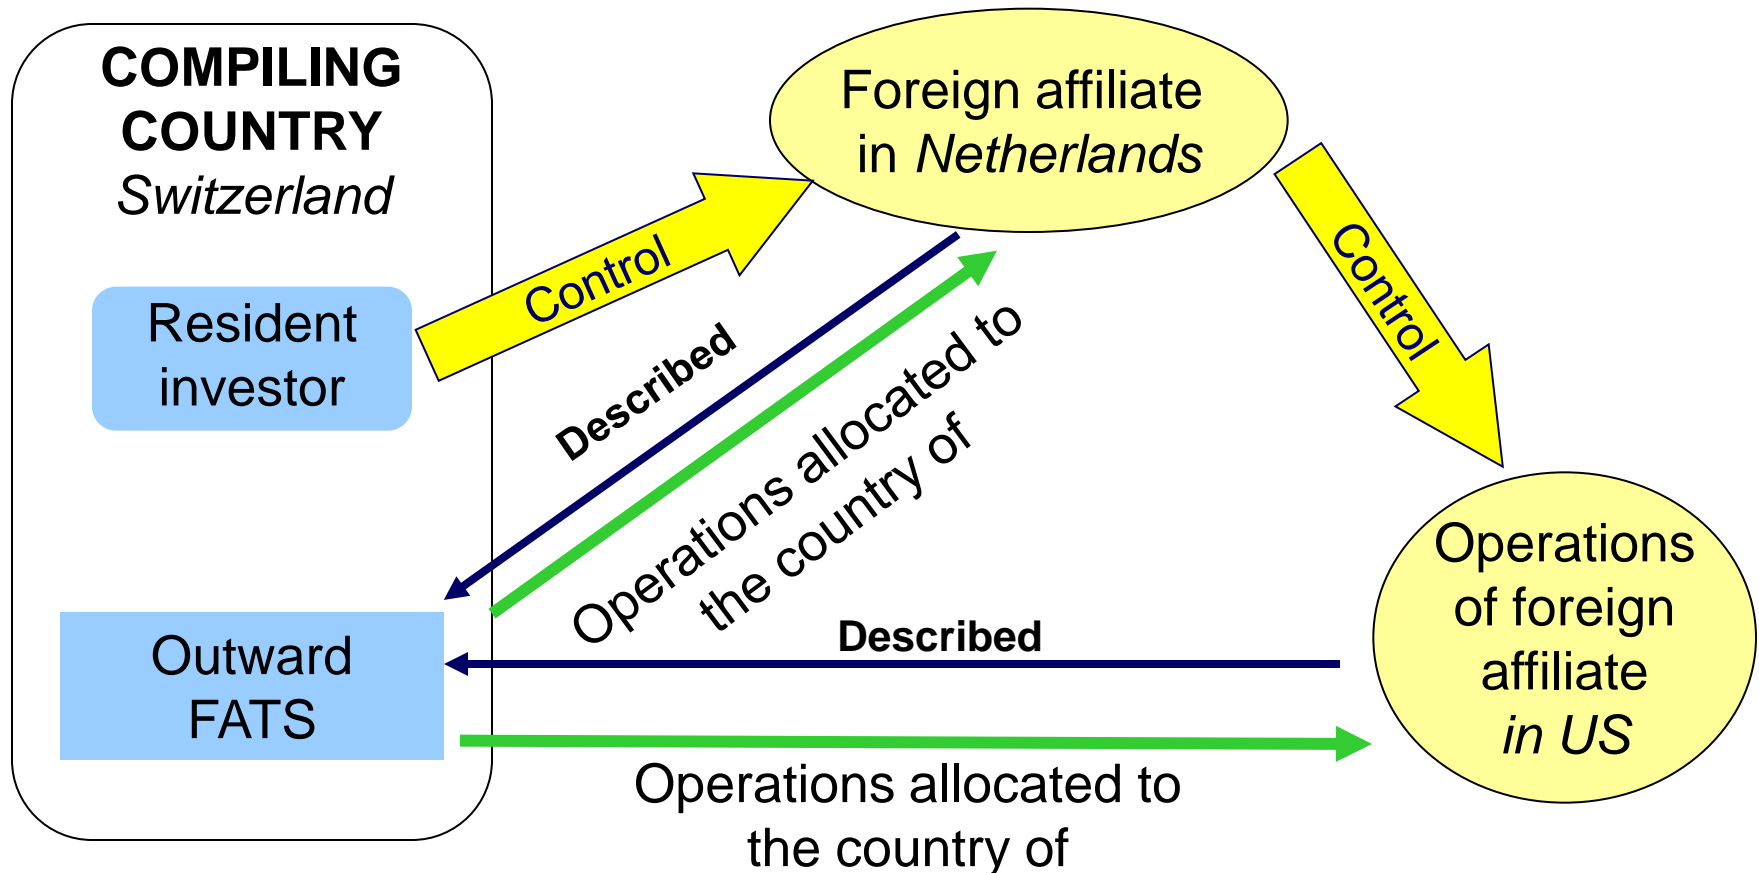 COMPILING
COUNTRY
Switzerland
Resident
investor
Outward
FATS
Control
Foreign affiliate
in Netherlands
Control
Described
Operations allocated to
the country of
Described
Operations allocated to
the country of
Operations
of foreign
affiliate
in US